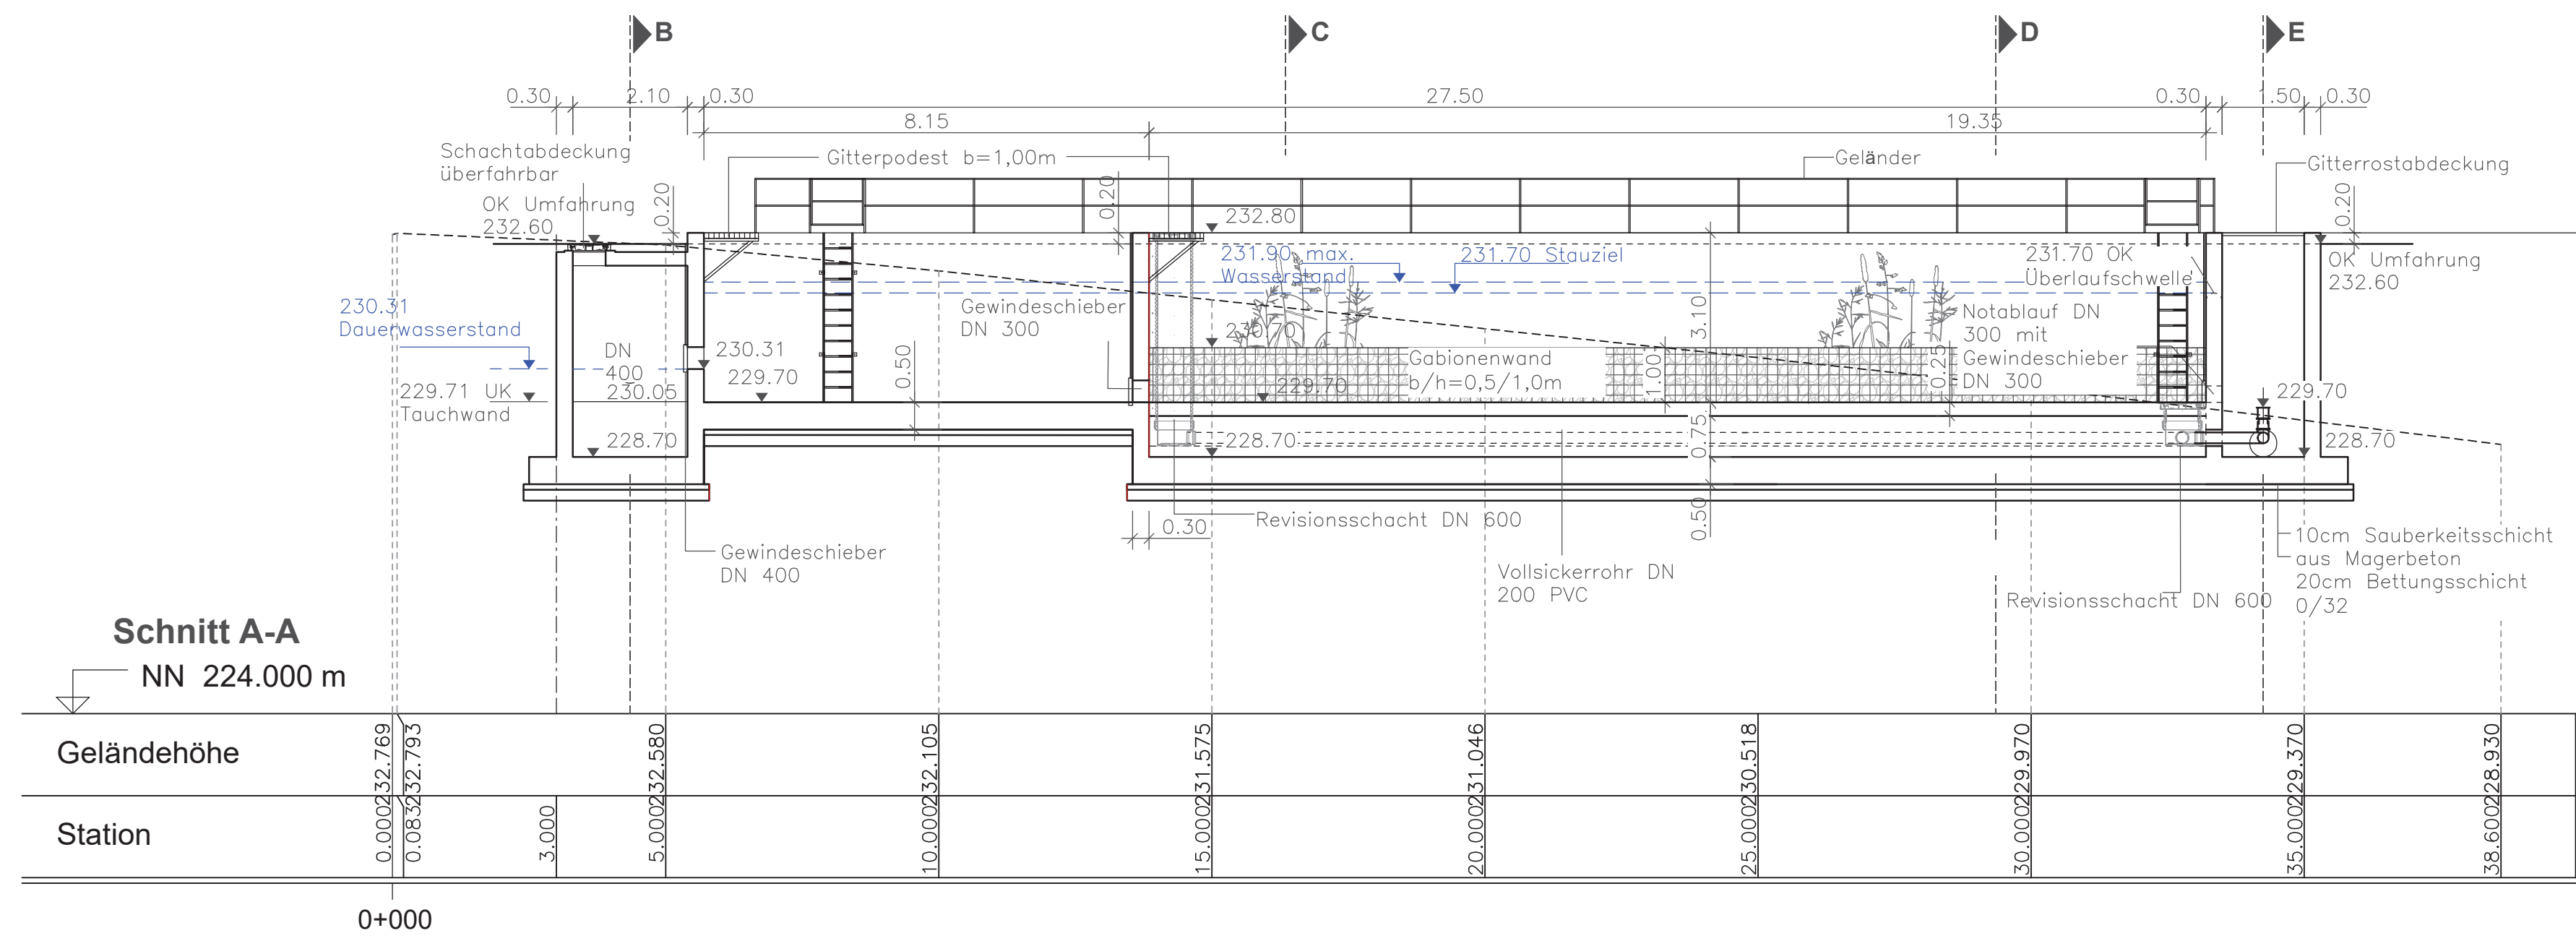 B
C
D
E
0.30
2.10
0.30
27.50
0.30
.50
0.30
8.15
19.35
Schachtabdeckung
überfahrbar
Gitterpodest b=1,00m
Geländer
Gitterrostabdeckung
OK Umfahrung
232.60
0.20
0.20
0.20
232.80
231.90 max.
Wasserstand
231.70 Stauziel
231.70 OK
Überlaufschwelle
OK Umfahrung
232.60
230.31
Dauerwasserstand
Gewindeschieber
DN 300
3.10
Notablauf DN
300 mit
Gewindeschieber
DN 300
230.70
DN
400
230.05
230.31
229.70
0.50
Gabionenwand
b/h=0,5/1,0m
1.00
0.25
229.71 UK
Tauchwand
229.70
229.70
228.70
228.70
0.75
228.70
0.30
Revisionsschacht DN 600
0.50
10cm Sauberkeitsschicht
aus Magerbeton
20cm Bettungsschicht
0/32
Gewindeschieber
DN 400
Vollsickerrohr DN
200 PVC
Revisionsschacht DN 600
Schnitt A-A
NN 224.000 m
Geländehöhe
232.769
232.793
232.580
232.105
231.575
231.046
230.518
229.970
229.370
228.930
Station
0.000
0.083
3.000
5.000
10.000
15.000
20.000
25.000
30.000
35.000
38.600
0+000